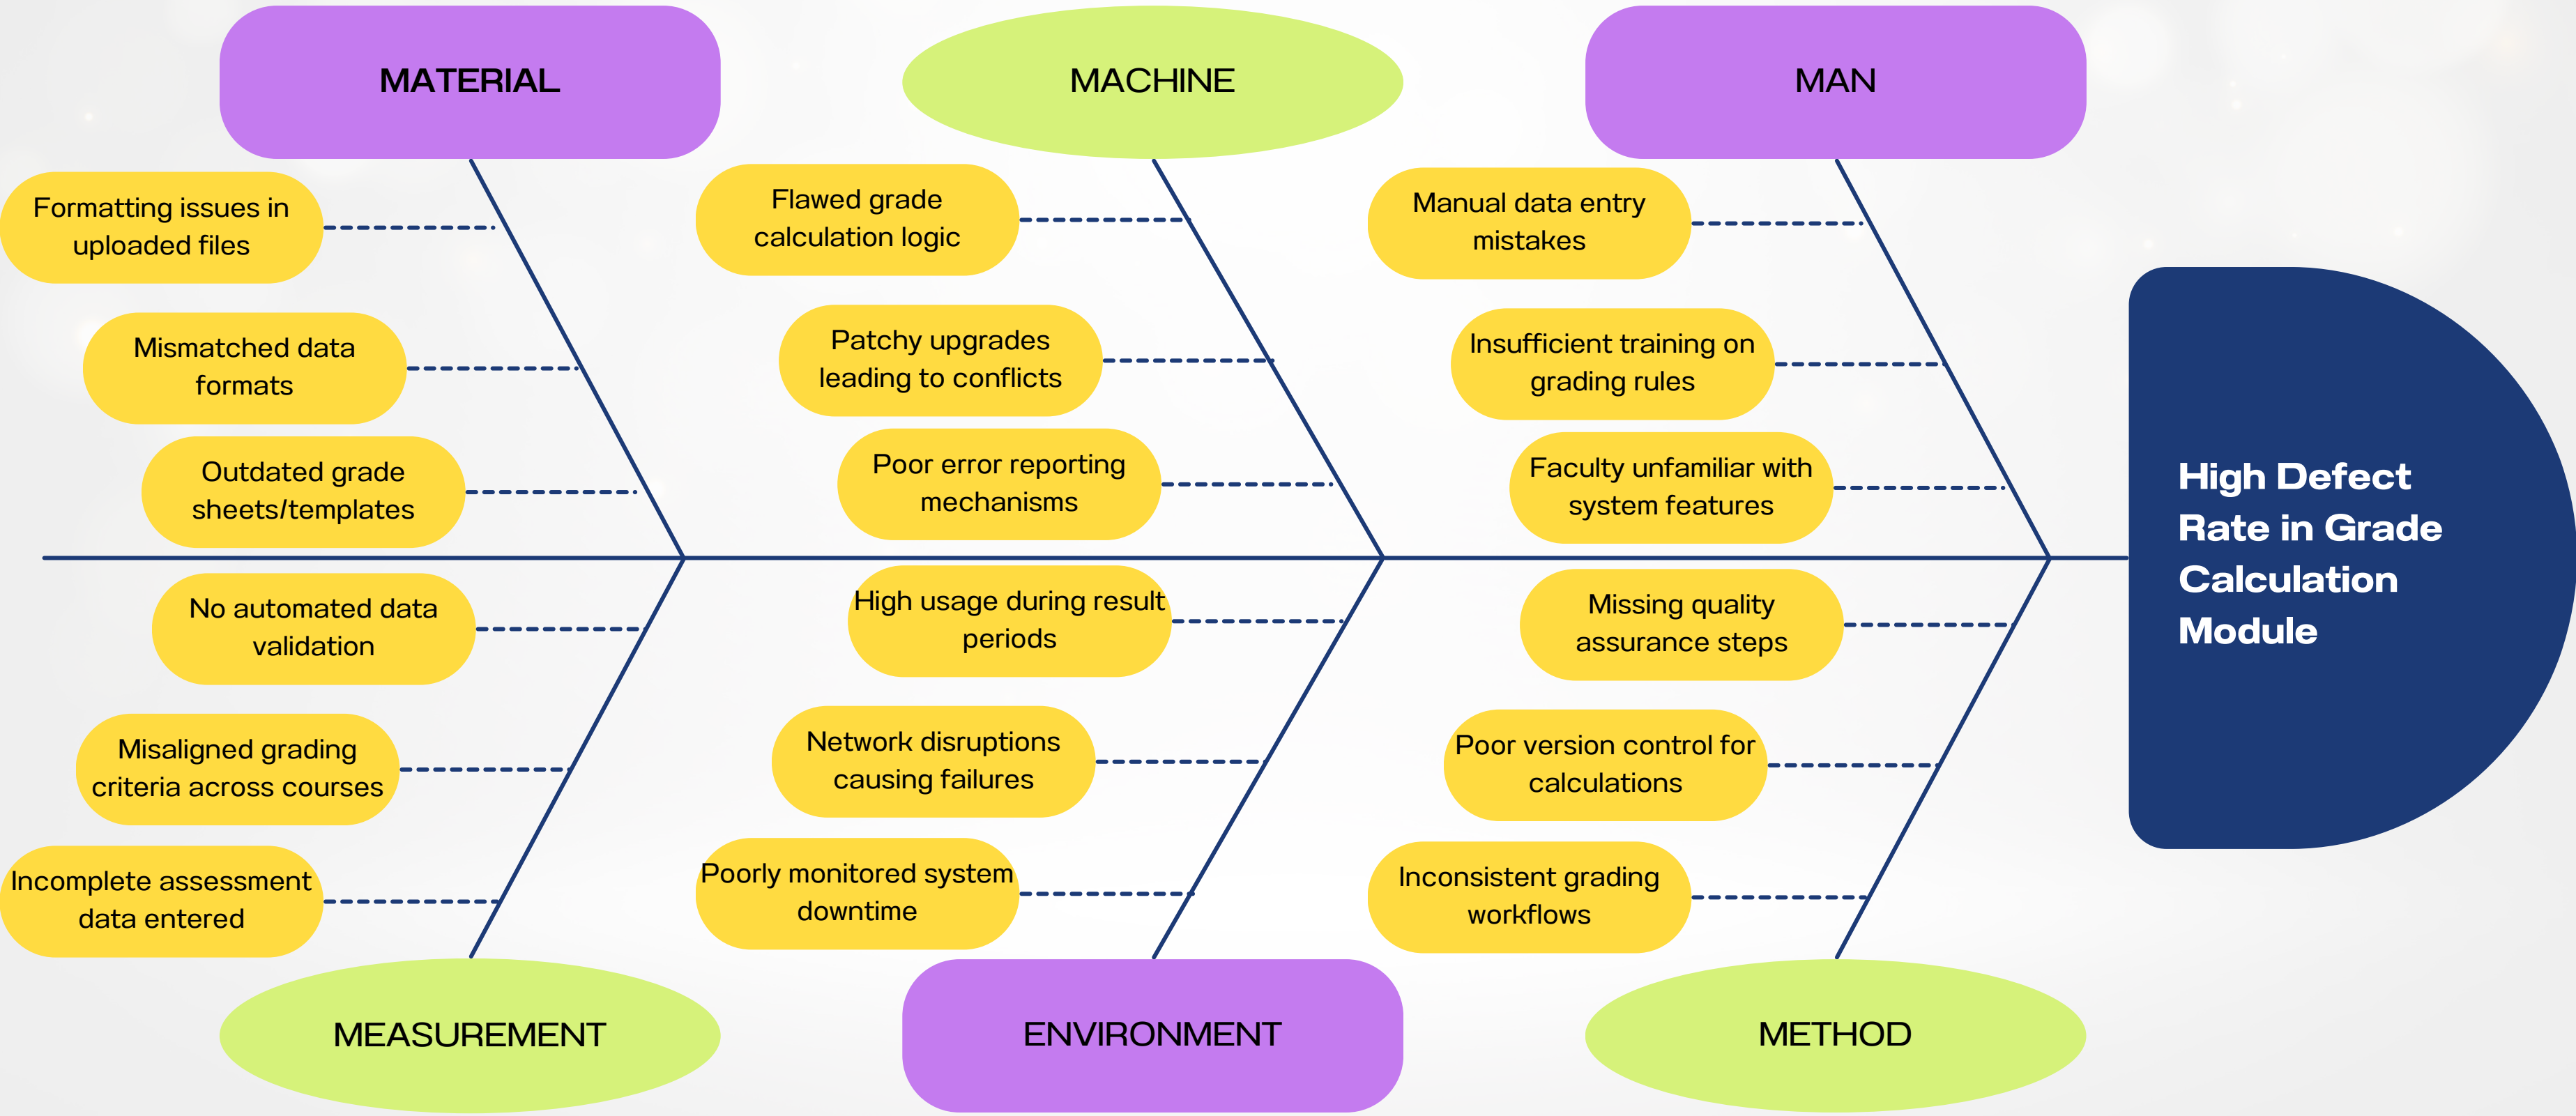 MATERIAL
MACHINE
MAN
Formatting issues in
uploaded files
Mismatched data
formats
Outdated grade
sheets/templates
Flawed grade
calculation logic
Patchy upgrades
leading to conflicts
Poor error reporting
mechanisms
Manual data entry
mistakes
Insufficient training on
grading rules
Faculty unfamiliar with
system features
High Defect
Rate in Grade
Calculation
Module
No automated data
validation
Misaligned grading
criteria across courses
Incomplete assessment
data entered
High usage during result
periods
Network disruptions
causing failures
Poorly monitored system
downtime
Missing quality
assurance steps
Poor version control for
calculations
Inconsistent grading
workflows
MEASUREMENT
ENVIRONMENT
METHOD